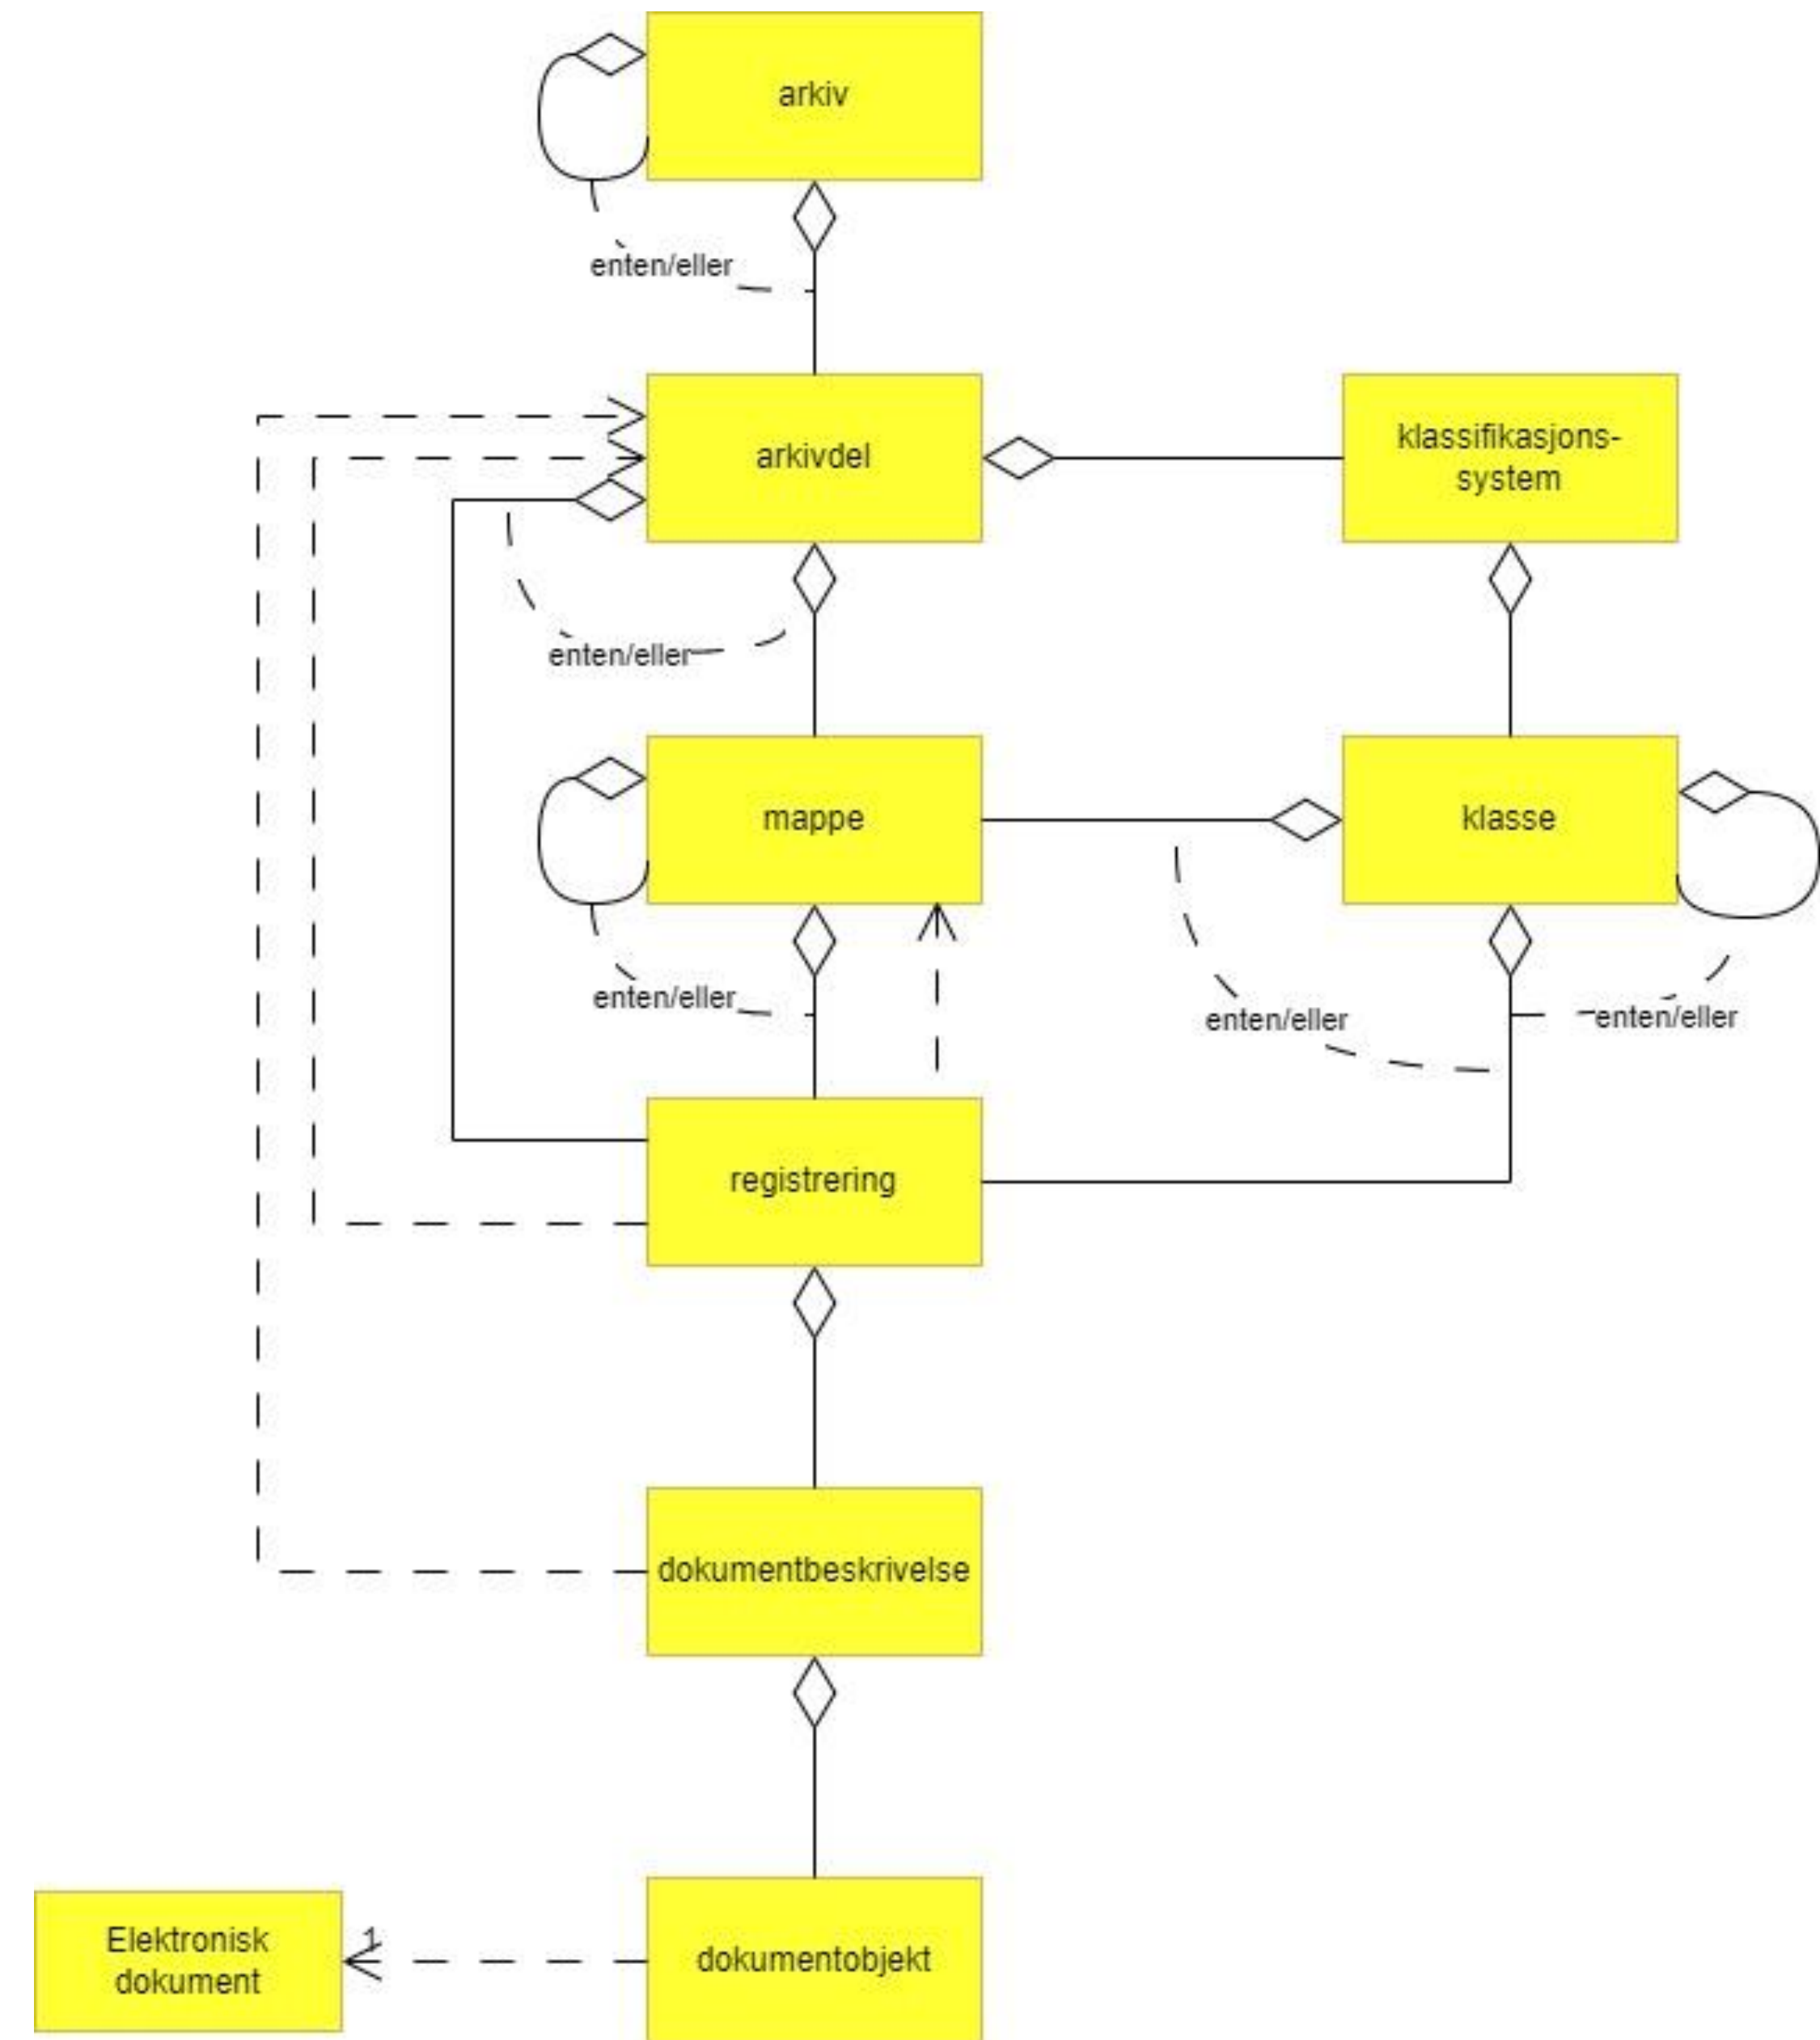 arkiv
enten/eller
arkivdel
klassifikasjons-
system
enten/eller
mappe
klasse
enten/eller
enten/eller
enten/eller
registrering
dokumentbeskrivelse
Elektronisk
dokument
1
dokumentobjekt